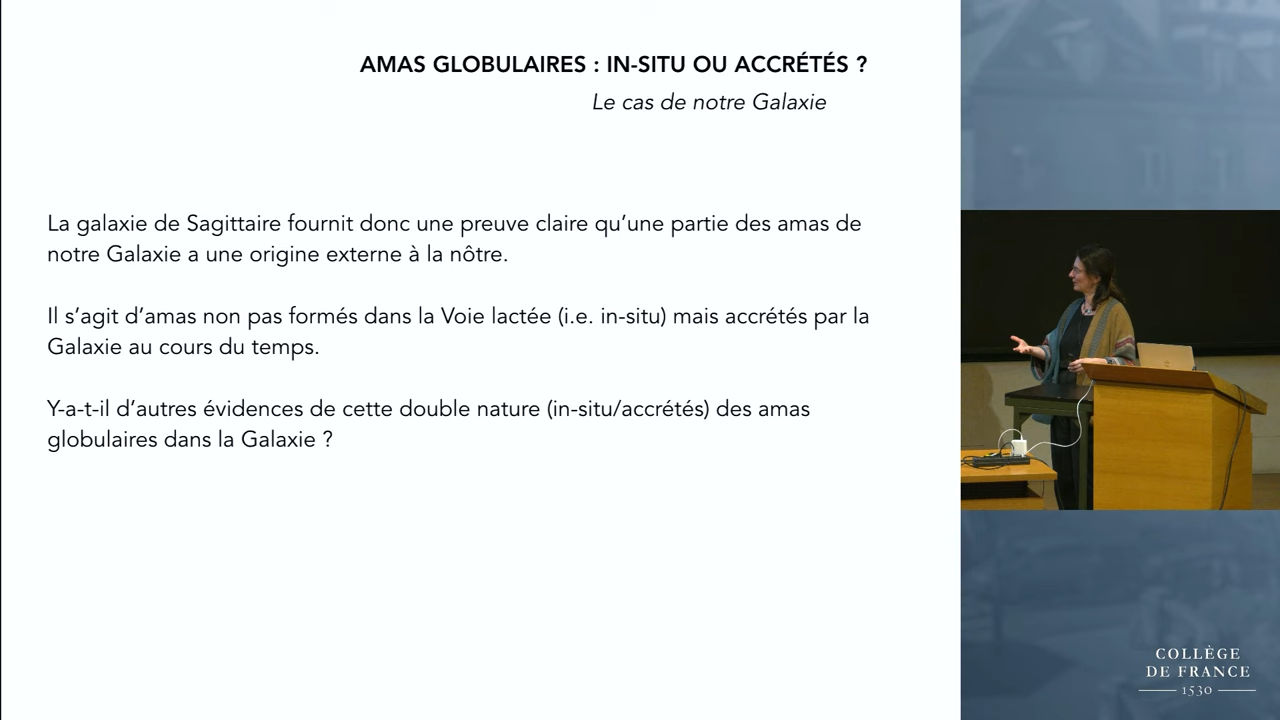 AMAS GLOBULAIRES : IN-SITU OU ACCRÉTÉS ?
Le cas de notre Galaxie
La galaxie de Sagittaire fournit donc une preuve claire qu’une partie des amas de
notre Galaxie a une origine externe à la nôtre.
Il s’agit d’amas non pas formés dans la Voie lactée (i.e. in-situ) mais accrétés par la
Galaxie au cours du temps.
Y-a-t-il d’autres évidences de cette double nature (in-situ/accrétés) des amas
globulaires dans la Galaxie ?
COLLÈGE
DE FRANCE
1530